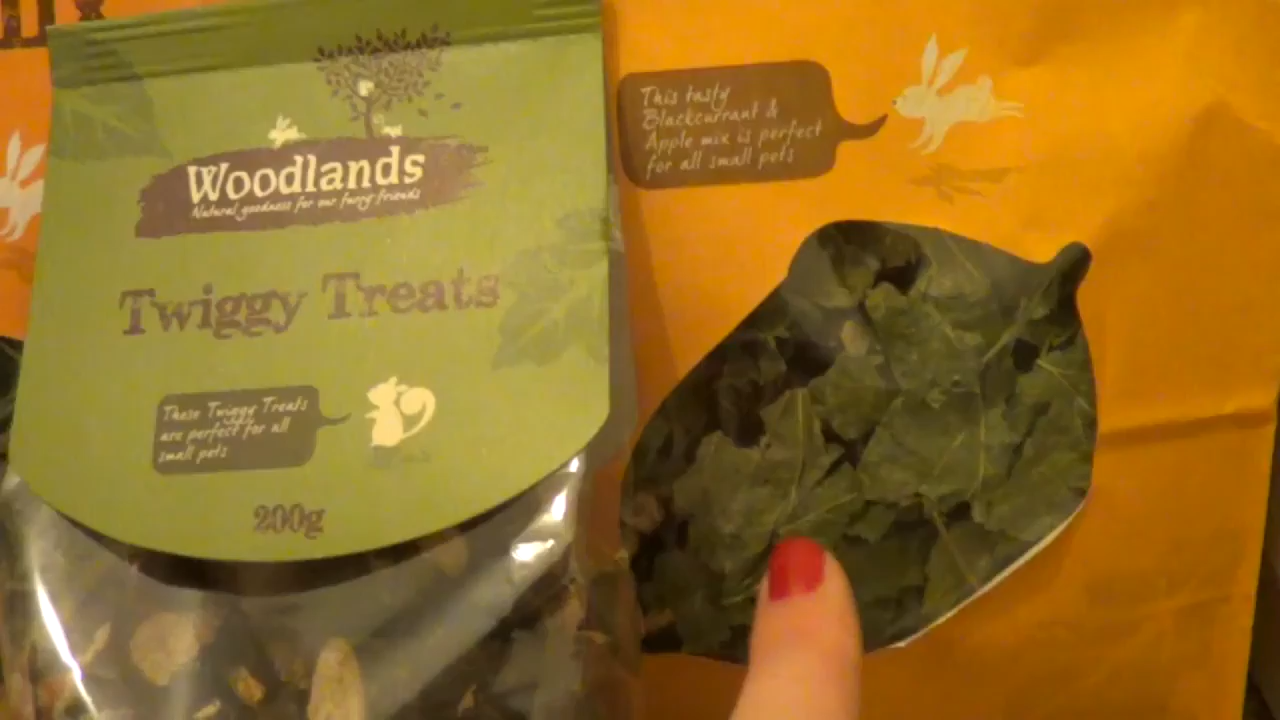 Woodlands
Natural goodness for our furry friends
Twiggy Treats
These Twiggy Treats
are perfect for all
small pets
200g
This tasty
Blackcurrant &
Apple mix is perfect
for all small pets